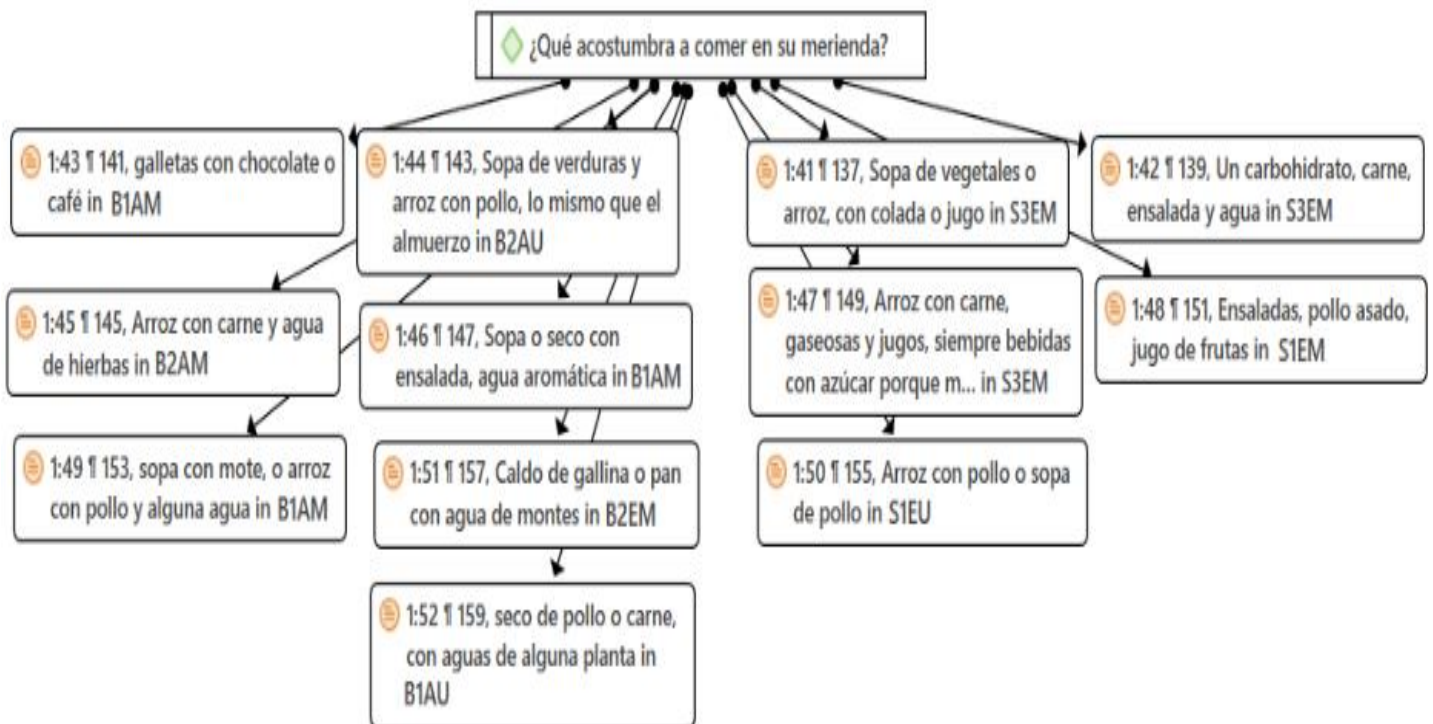 ¿Qué acostumbra a comer en su merienda?
1:43 ¶ 141, galletas con chocolate o
café in B1AM
1:44 ¶ 143, Sopa de verduras y
arroz con pollo, lo mismo que el
almuerzo in B2AU
1:41 ¶ 137, Sopa de vegetales o
arroz, con colada o jugo in S3EM
1:42 ¶ 139, Un carbohidrato, carne,
ensalada y agua in S3EM
1:45 ¶ 145, Arroz con carne y agua
de hierbas in B2AM
1:46 ¶ 147, Sopa o seco con
ensalada, agua aromática in B1AM
1:47 ¶ 149, Arroz con carne,
gaseosas y jugos, siempre bebidas
con azúcar porque m... in S3EM
1:48 ¶ 151, Ensaladas, pollo asado,
jugo de frutas in S1EM
1:49 ¶ 153, sopa con mote, o arroz
con pollo y alguna agua in B1AM
1:51 ¶ 157, Caldo de gallina o pan
con agua de montes in B2EM
1:50 ¶ 155, Arroz con pollo o sopa
de pollo in S1EU
1:52 ¶ 159, seco de pollo o carne,
con aguas de alguna planta in
B1AU